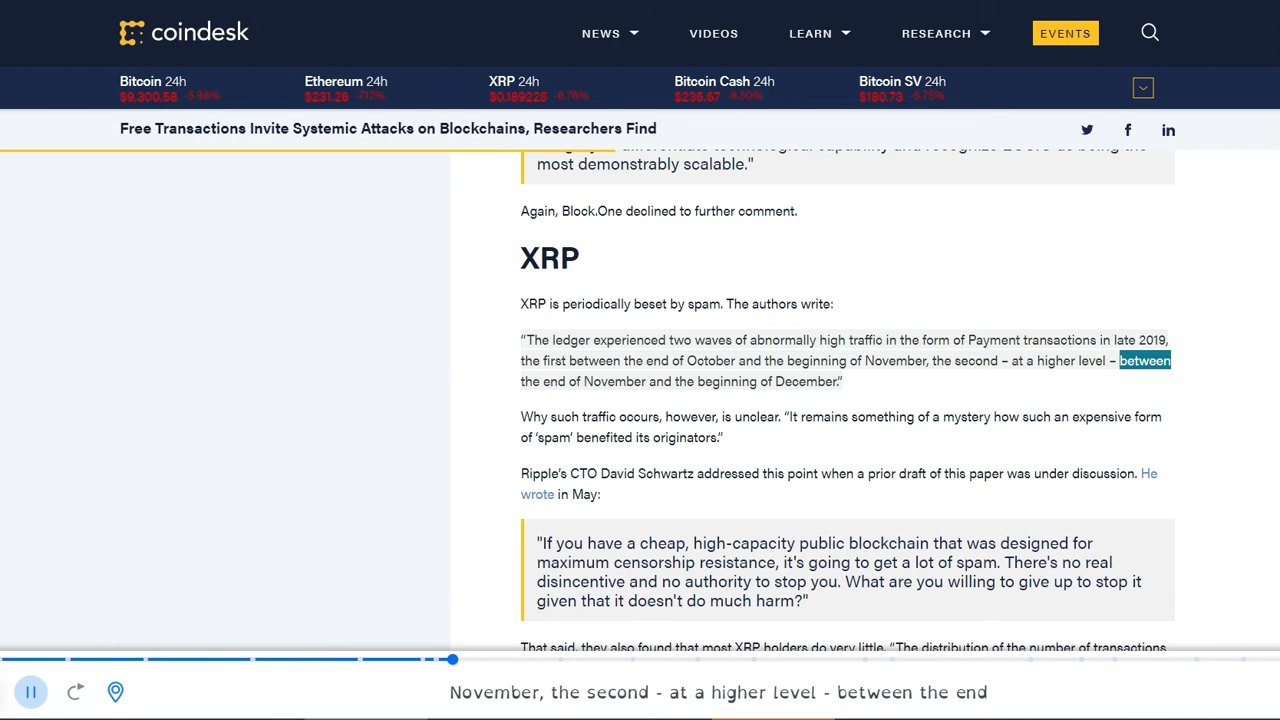 coindesk
NEWS VIDEOS LEARN RESEARCH EVENTS
Bitcoin 24h Ethereum 24h XRP 24h Bitcoin Cash 24h Bitcoin SV 24h
$9,300.58 -5.98% $231.26 -7.17% $0.189225 -6.76% $235.67 -6.50% $180.73 -6.75%
Free Transactions Invite Systemic Attacks on Blockchains, Researchers Find
most demonstrably scalable."
Again, Block.One declined to further comment.
XRP
XRP is periodically beset by spam. The authors write:
“The ledger experienced two waves of abnormally high traffic in the form of Payment transactions in late 2019,
the first between the end of October and the beginning of November, the second – at a higher level – between
the end of November and the beginning of December.”
Why such traffic occurs, however, is unclear. “It remains something of a mystery how such an expensive form
of ‘spam’ benefited its originators.”
Ripple’s CTO David Schwartz addressed this point when a prior draft of this paper was under discussion. He
wrote in May:
"If you have a cheap, high-capacity public blockchain that was designed for
maximum censorship resistance, it's going to get a lot of spam. There's no real
disincentive and no authority to stop you. What are you willing to give up to stop it
given that it doesn't do much harm?"
That said, they also found that most XRP holders do very little. “The distribution of the number of transactions
November, the second - at a higher level - between the end